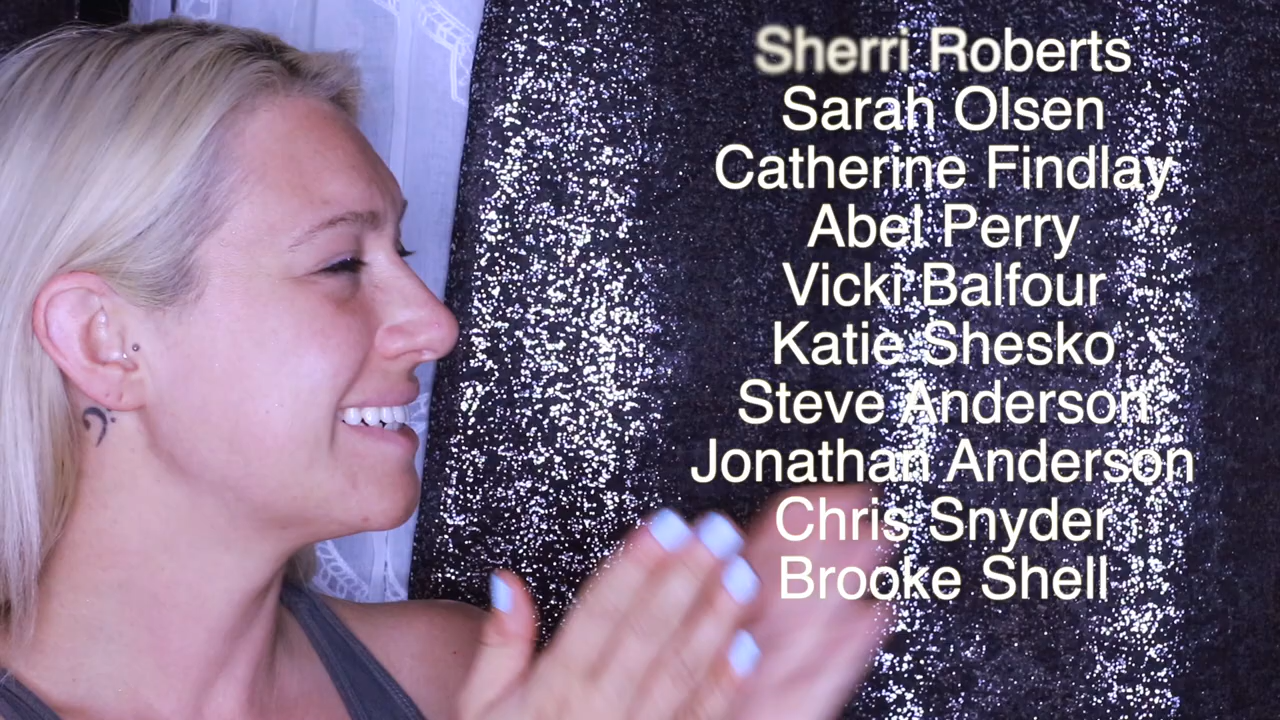 Sherri Roberts
Sarah Olsen
Catherine Findlay
Abel Perry
Vicki Balfour
Katie Shesko
Steve Anderson
Jonathan Anderson
Chris Snyder
Brooke Shell